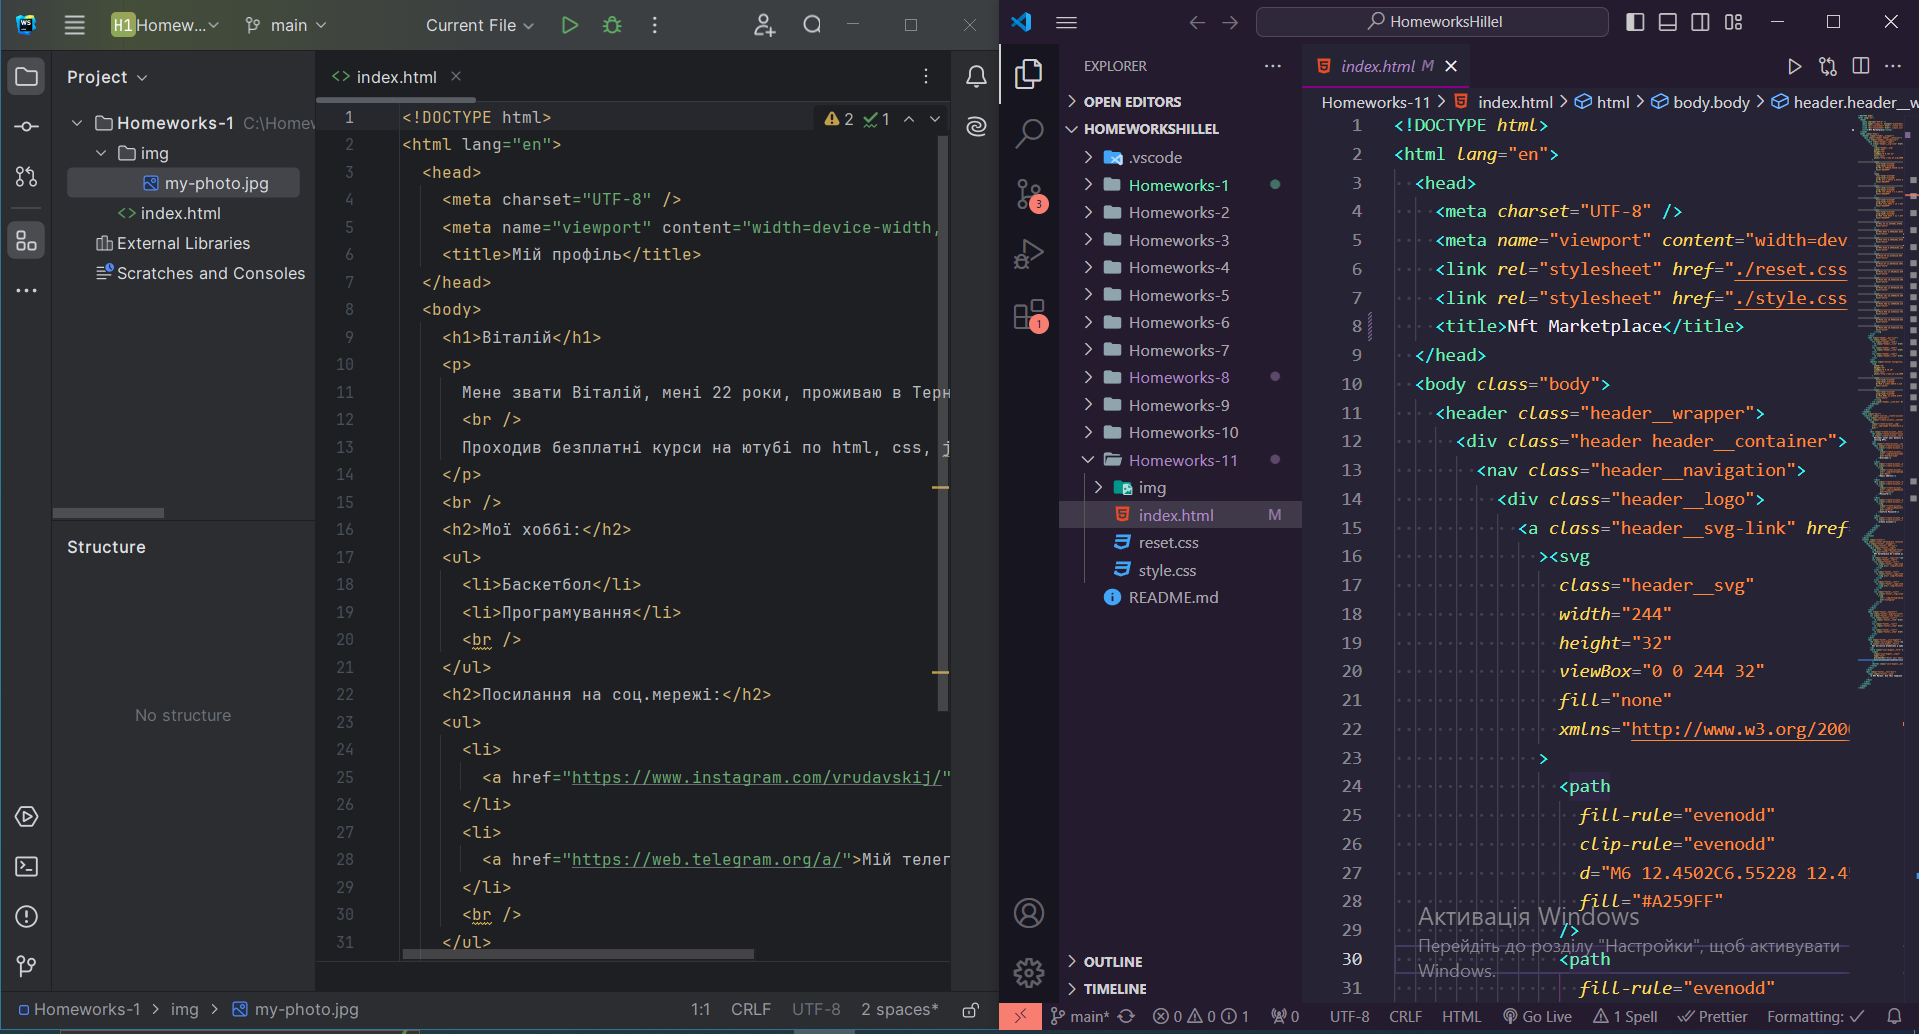 H1 Homew... main Current File
Project
Homeworks-1 C:\Homew
img
my-photo.jpg
index.html
External Libraries
Scratches and Consoles
Structure
No structure
index.html
2 1
1 <!DOCTYPE html>
2 <html lang="en">
3 <head>
4 <meta charset="UTF-8" />
5 <meta name="viewport" content="width=device-width,
6 <title>Мій профіль</title>
7 </head>
8 <body>
9 <h1>Віталій</h1>
10 <p>
11 Мене звати Віталій, мені 22 роки, проживаю в Терн
12 <br />
13 Проходив безплатні курси на ютубі по html, css, j
14 </p>
15 <br />
16 <h2>Мої хоббі:</h2>
17 <ul>
18 <li>Баскетбол</li>
19 <li>Програмування</li>
20 <br />
21 </ul>
22 <h2>Посилання на соц.мережі:</h2>
23 <ul>
24 <li>
25 <a href="https://www.instagram.com/vrudavskij/"
26 </li>
27 <li>
28 <a href="https://web.telegram.org/a/">Мій телег
29 </li>
30 <br />
31 </ul>
Homeworks-1 > img > my-photo.jpg 1:1 CRLF UTF-8 2 spaces*
HomeworksHillel
EXPLORER
OPEN EDITORS
HOMEWORKSHILLEL
.vscode
Homeworks-1
Homeworks-2
Homeworks-3
Homeworks-4
Homeworks-5
Homeworks-6
Homeworks-7
Homeworks-8
Homeworks-9
Homeworks-10
Homeworks-11
img
index.html M
reset.css
style.css
README.md
OUTLINE
TIMELINE
3
1
index.html M
Homeworks-11 > index.html > html > body.body > header.header__w
1 <!DOCTYPE html>
2 <html lang="en">
3 <head>
4 <meta charset="UTF-8" />
5 <meta name="viewport" content="width=dev
6 <link rel="stylesheet" href="./reset.css
7 <link rel="stylesheet" href="./style.css
8 <title>Nft Marketplace</title>
9 </head>
10 <body class="body">
11 <header class="header__wrapper">
12 <div class="header header__container">
13 <nav class="header__navigation">
14 <div class="header__logo">
15 <a class="header__svg-link" href
16 ><svg
17 class="header__svg"
18 width="244"
19 height="32"
20 viewBox="0 0 244 32"
21 fill="none"
22 xmlns="http://www.w3.org/200
23 >
24 <path
25 fill-rule="evenodd"
26 clip-rule="evenodd"
27 d="M6 12.4502C6.55228 12.4
28 fill="#A259FF"
29 />
30 <path
31 fill-rule="evenodd"
Активація Windows
Перейдіть до розділу "Настройки", щоб активувати
Windows.
main* 0 0 1 0 UTF-8 CRLF HTML Go Live 1 Spell Prettier Formatting: ✓